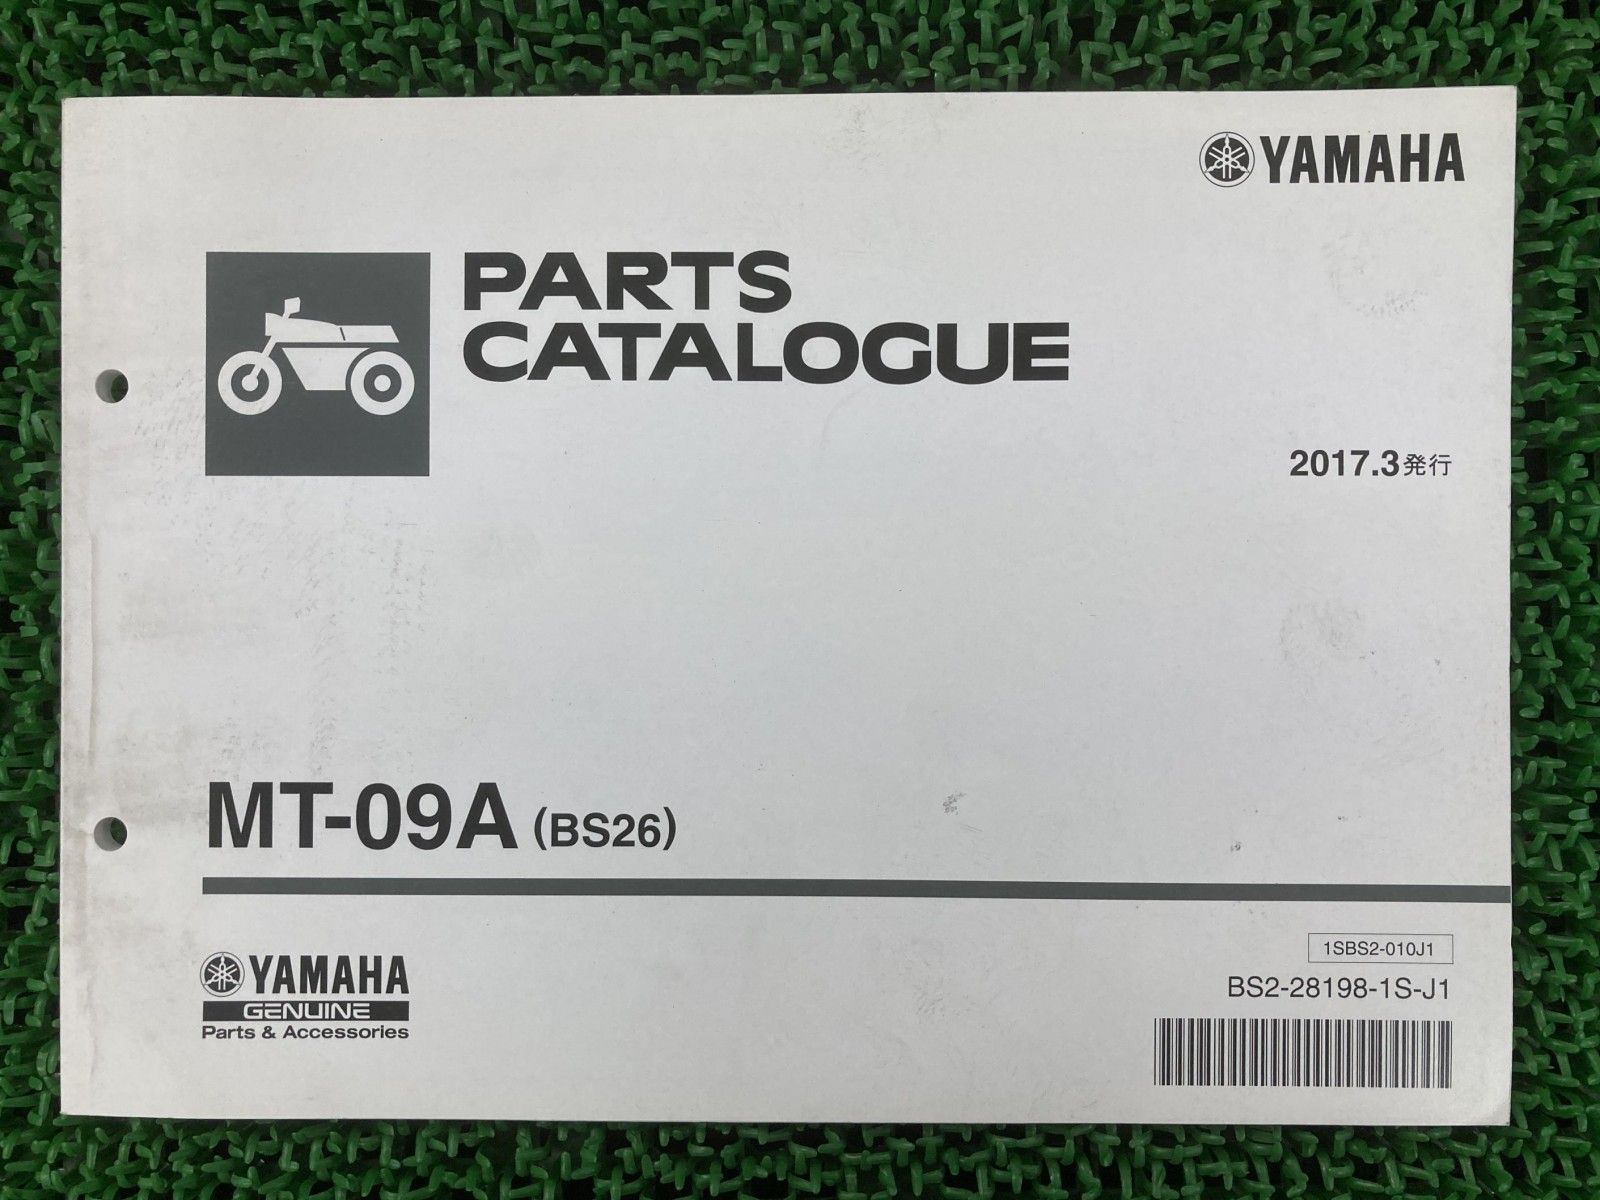 YAMAHA
PARTS
CATALOGUE
2017.3発行
MT-09A (BS26)
1SBS2-010J1
BS2-28198-1S-J1
YAMAHA
GENUINE
Parts & Accessories